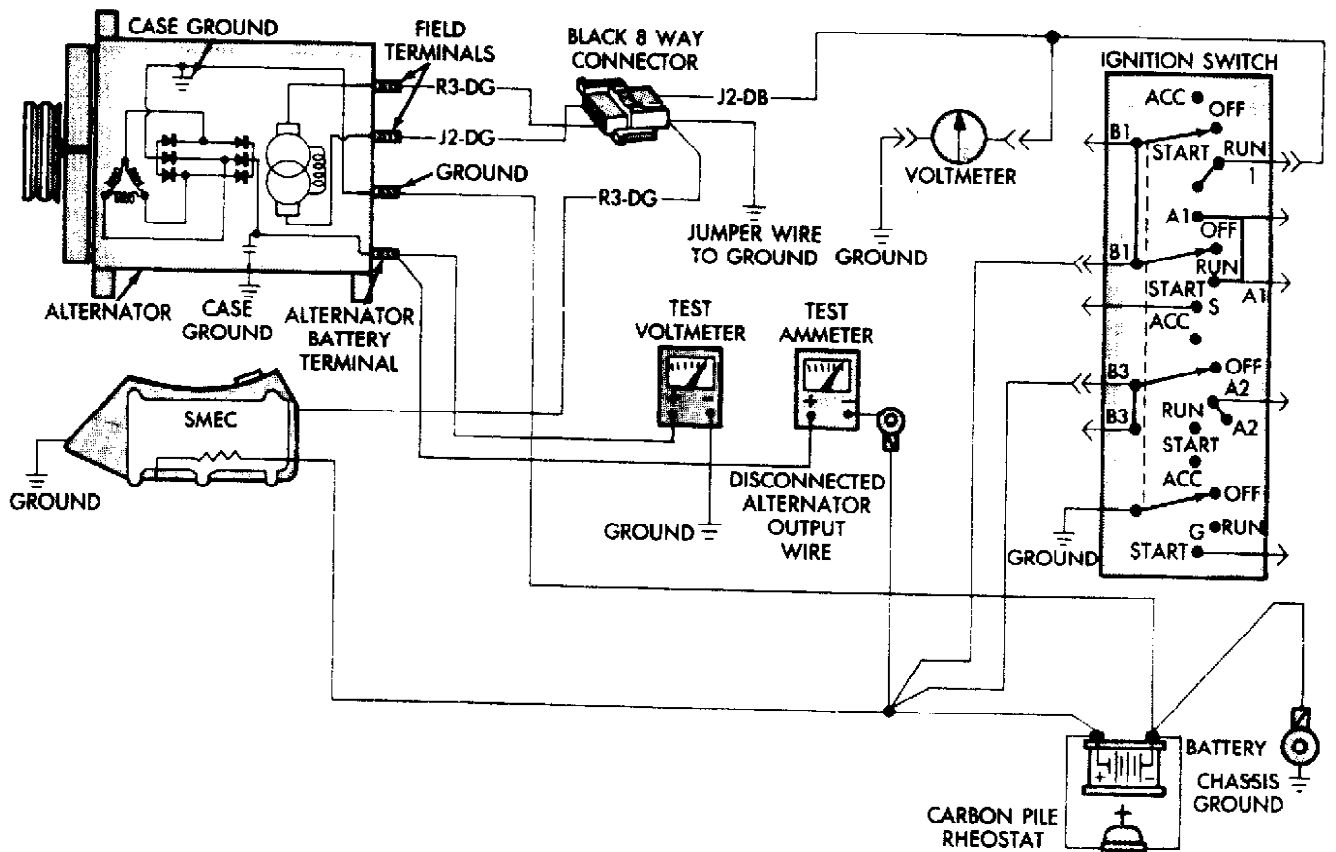 CASE GROUND
FIELD
TERMINALS
BLACK 8 WAY
CONNECTOR
IGNITION SWITCH
R3-DG
J2-DB
J2-DG
GROUND
R3-DG
VOLTMETER
JUMPER WIRE
TO GROUND
GROUND
ACC
OFF
B1
START
RUN
1
A1
OFF
B1
RUN
START
A1
S
ACC
B3
OFF
A2
RUN
B3
A2
START
ACC
OFF
G
RUN
GROUND
START
ALTERNATOR
CASE
GROUND
ALTERNATOR
BATTERY
TERMINAL
TEST
VOLTMETER
TEST
AMMETER
+
-
+
-
SMEC
GROUND
GROUND
DISCONNECTED
ALTERNATOR
OUTPUT
WIRE
+
-
BATTERY
CHASSIS
GROUND
CARBON PILE
RHEOSTAT